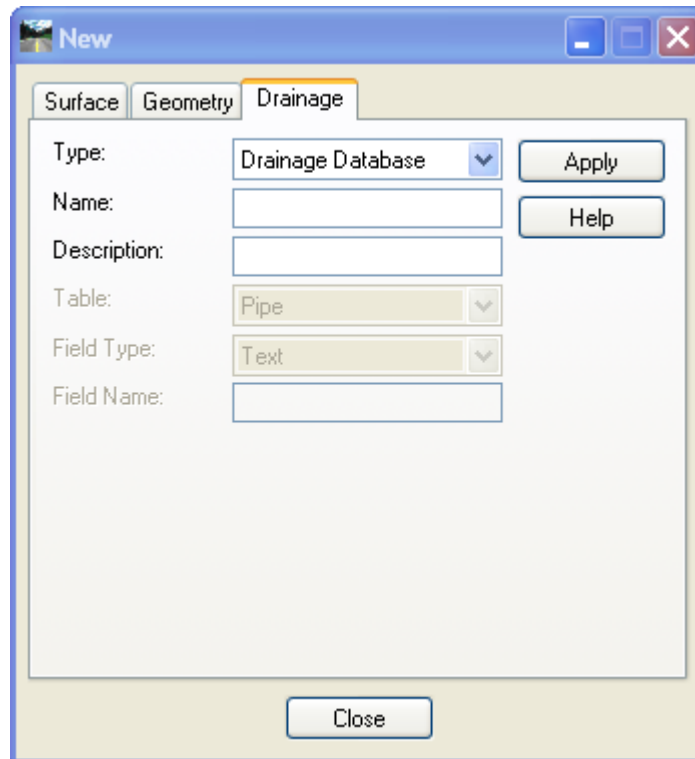 New
Surface Geometry Drainage
Type: Drainage Database Apply
Name: Help
Description:
Table: Pipe
Field Type: Text
Field Name:
Close